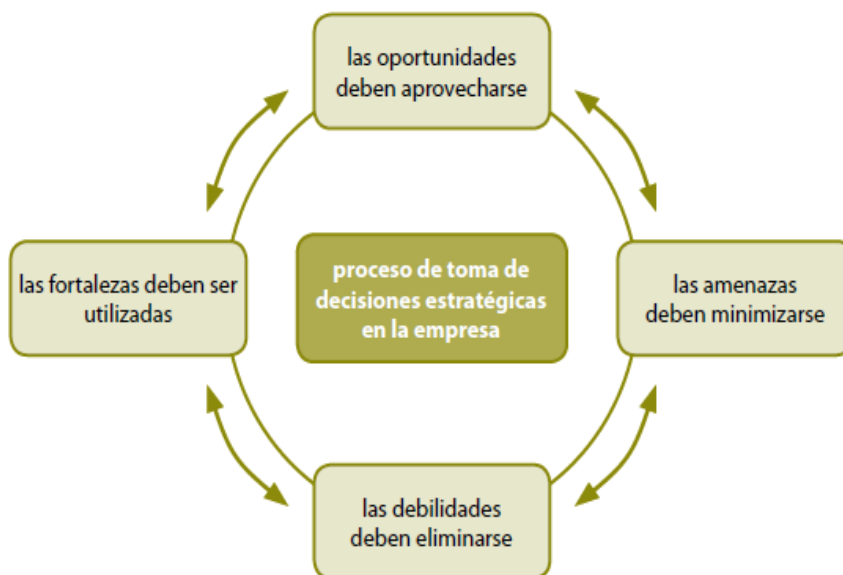 las oportunidades
deben aprovecharse
las fortalezas deben ser
utilizadas
proceso de toma de
decisiones estratégicas
en la empresa
las amenazas
deben minimizarse
las debilidades
deben eliminarse